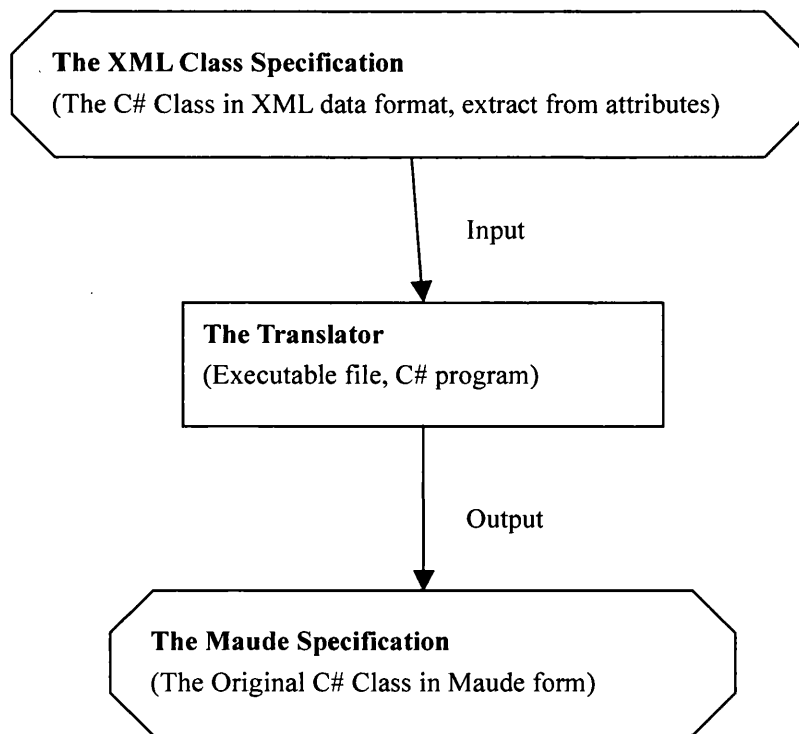 The XML Class Specification
(The C# Class in XML data format, extract from attributes)
Input
The Translator
(Executable file, C# program)
Output
The Maude Specification
(The Original C# Class in Maude form)